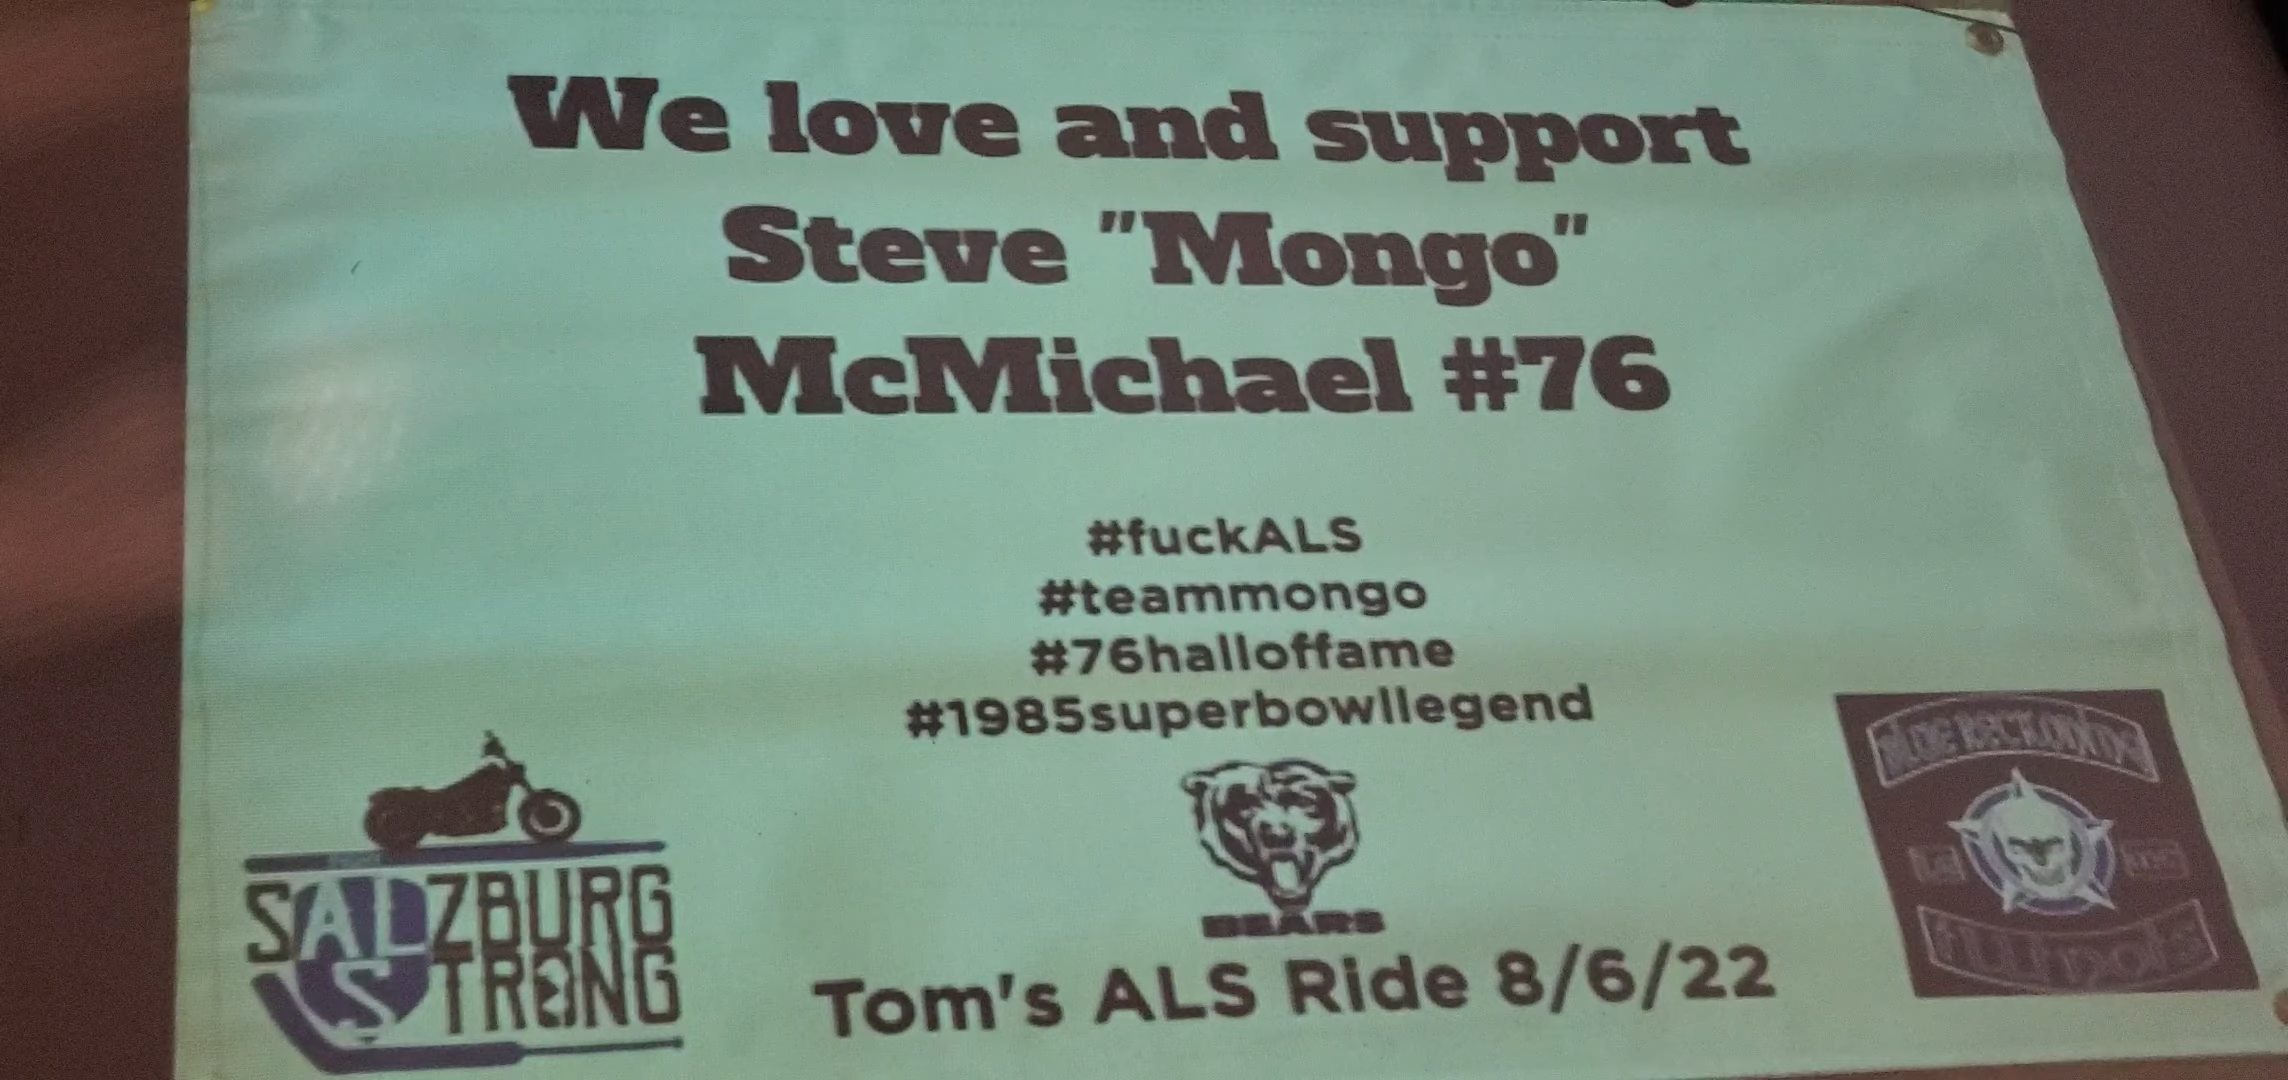 We love and support
Steve "Mongo"
McMichael #76
#fuckALS
#teammongo
#76halloffame
#1985superbowllegend
SALZBURG
STRONG
BEARS
Tom's ALS Ride 8/6/22
ILLINOIS